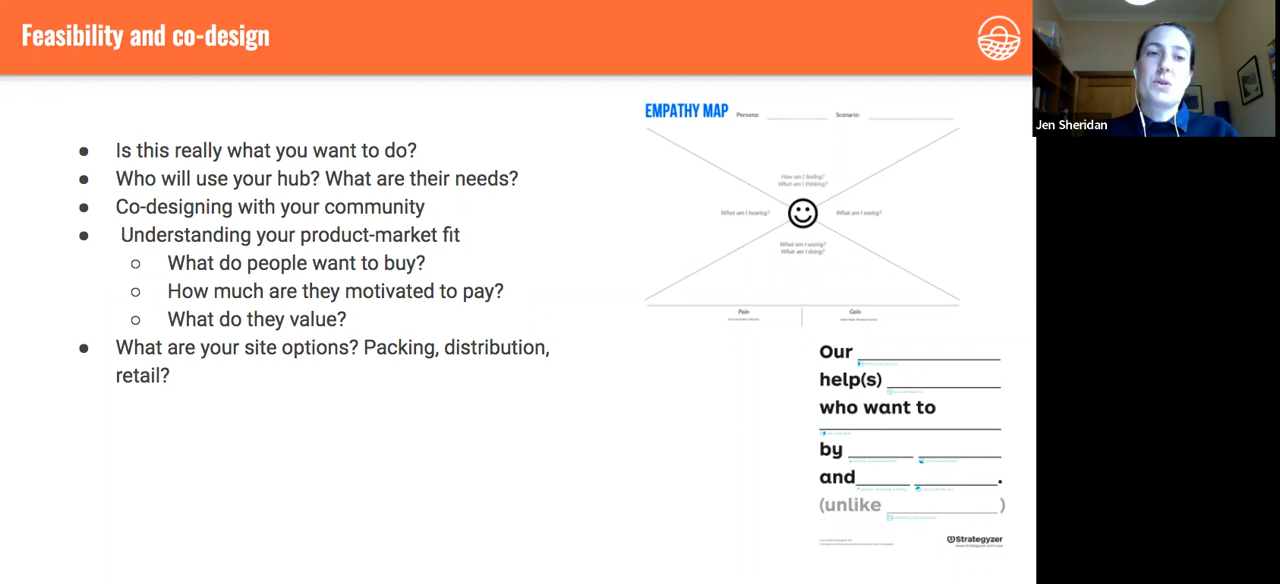 Feasibility and co-design
Jen Sheridan
● Is this really what you want to do?
● Who will use your hub? What are their needs?
● Co-designing with your community
● Understanding your product-market fit
○ What do people want to buy?
○ How much are they motivated to pay?
○ What do they value?
● What are your site options? Packing, distribution,
retail?
EMPATHY MAP Persona: Scenario:
How am I feeling?
What am I thinking?
What am I hearing?
What am I seeing?
What am I saying?
What am I doing?
Pain
Gain
Our
help(s)
who want to
by
and .
(unlike )
Strategyzer